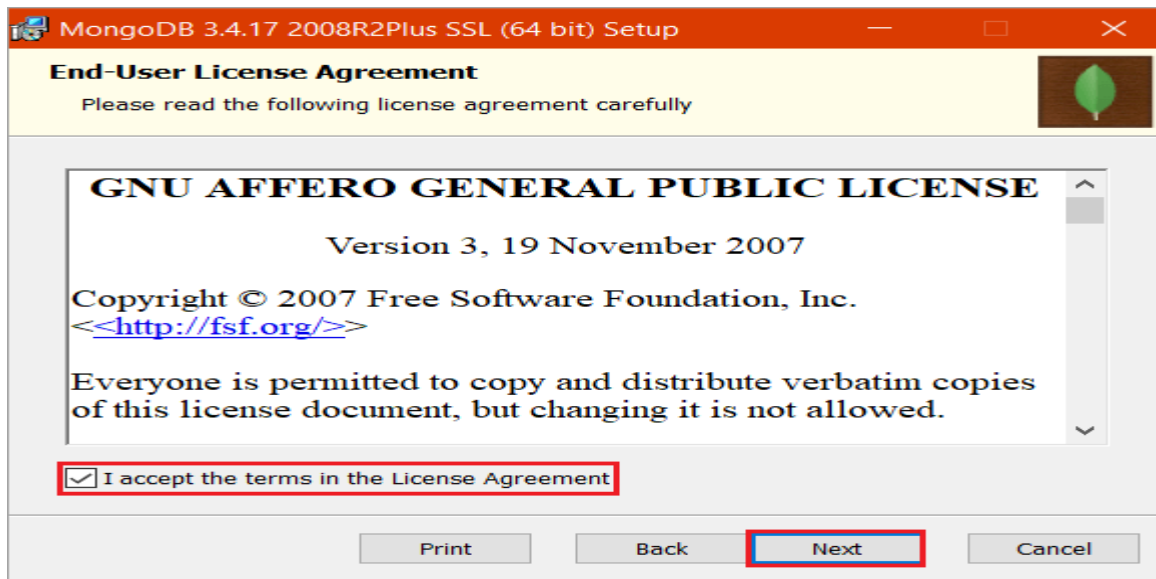 MongoDB 3.4.17 2008R2Plus SSL (64 bit) Setup
End-User License Agreement
Please read the following license agreement carefully
GNU AFFERO GENERAL PUBLIC LICENSE
Version 3, 19 November 2007
Copyright © 2007 Free Software Foundation, Inc.
<<http://fsf.org/>>
Everyone is permitted to copy and distribute verbatim copies
of this license document, but changing it is not allowed.
I accept the terms in the License Agreement
Print Back Next Cancel